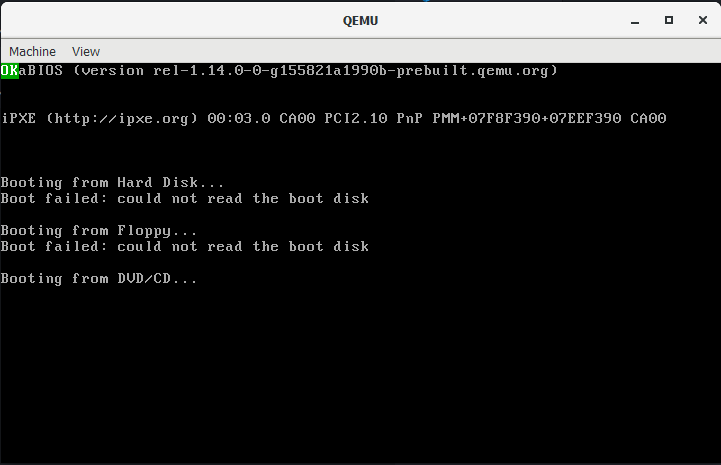 QEMU
Machine View
OKaBIOS (version rel-1.14.0-0-g155821a1990b-prebuilt.qemu.org)
iPXE (http://ipxe.org) 00:03.0 CA00 PCI2.10 PnP PMM+07F8F390+07EEF390 CA00
Booting from Hard Disk...
Boot failed: could not read the boot disk
Booting from Floppy...
Boot failed: could not read the boot disk
Booting from DVD/CD...